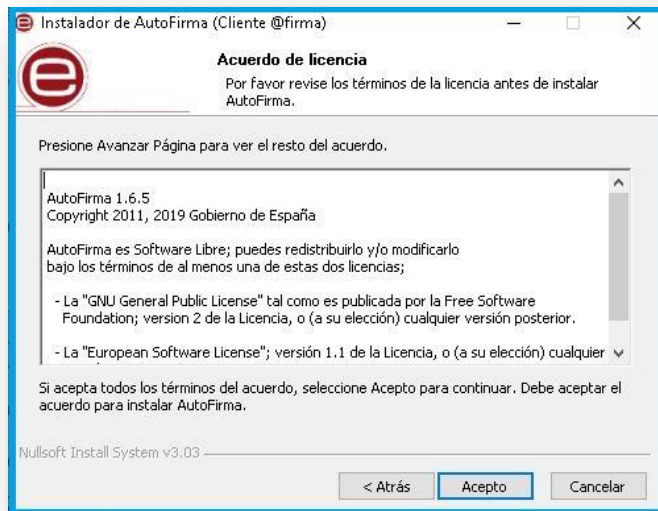 Instalador de AutoFirma (Cliente @firma)
Acuerdo de licencia
Por favor revise los términos de la licencia antes de instalar
AutoFirma.
Presione Avanzar Página para ver el resto del acuerdo.
AutoFirma 1.6.5
Copyright 2011, 2019 Gobierno de España
AutoFirma es Software Libre; puedes redistribuirlo y/o modificarlo
bajo los términos de al menos una de estas dos licencias;
- La "GNU General Public License" tal como es publicada por la Free Software
Foundation; version 2 de la Licencia, o (a su elección) cualquier versión posterior.
- La "European Software License"; versión 1.1 de la Licencia, o (a su elección) cualquier
Si acepta todos los términos del acuerdo, seleccione Acepto para continuar. Debe aceptar el
acuerdo para instalar AutoFirma.
Nullsoft Install System v3.03
< Atrás Acepto Cancelar